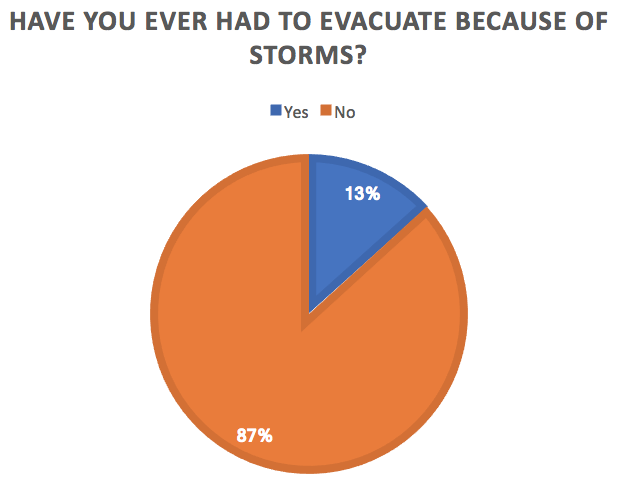 HAVE YOU EVER HAD TO EVACUATE BECAUSE OF
STORMS?
Yes No
13%
87%